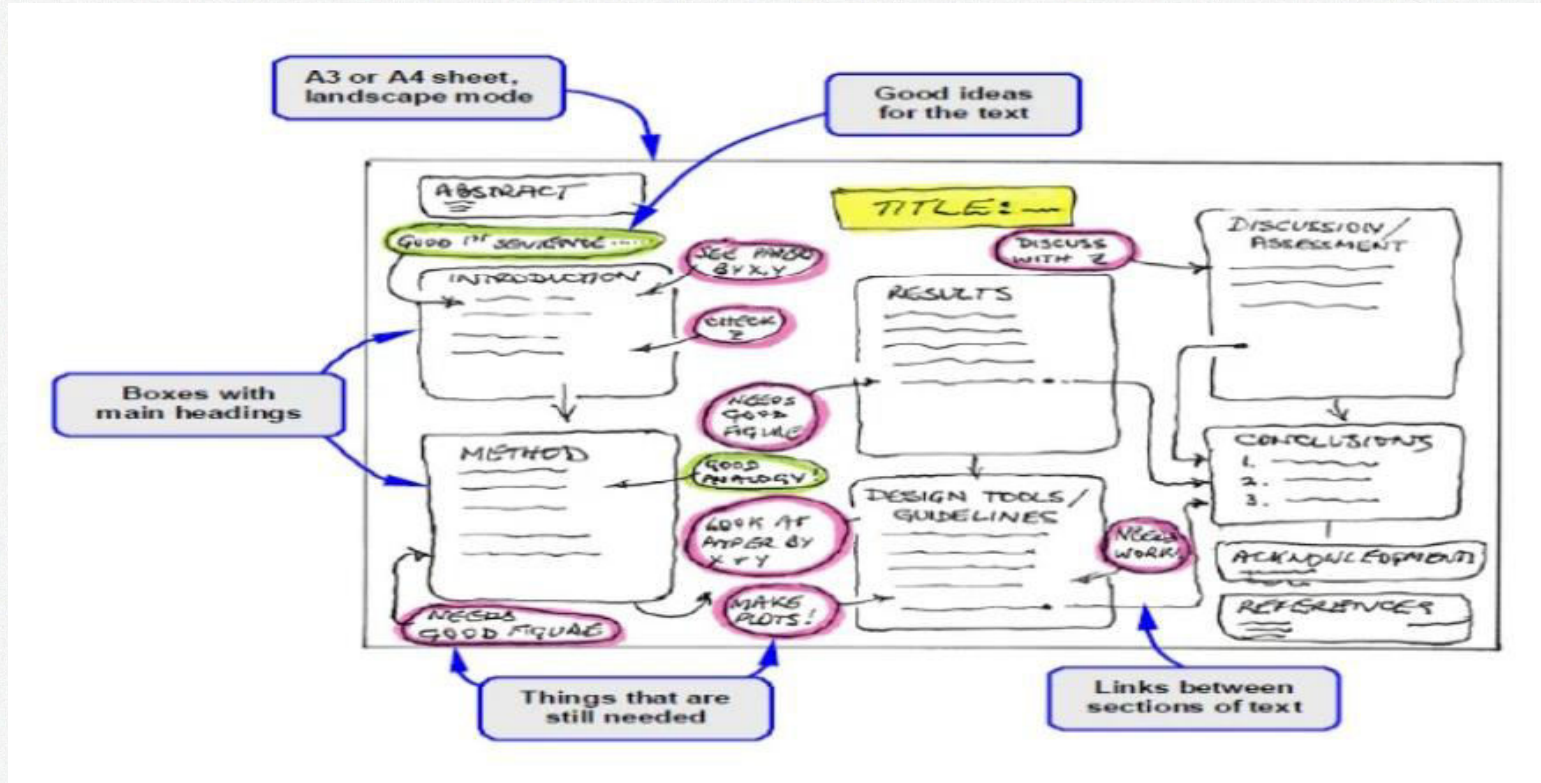 A3 or A4 sheet,
landscape mode
Good ideas
for the text
ABSTRACT
TITLE:
GOOD 1ST SENTENCE
INTRODUCTION
SEE PAPER
BY X, Y
CHECK
Z
DISCUSS
WITH Z
DISCUSSION/
ASSESSMENT
RESULTS
Boxes with
main headings
NEEDS
GOOD
FIGURE
METHOD
GOOD
ANALOGY!
LOOK AT
PAPER BY
X + Y
MAKE
PLOTS!
NEEDS
GOOD FIGURE
DESIGN TOOLS/
GUIDELINES
NEEDS
WORK!
CONCLUSIONS
1.
2.
3.
ACKNOWLEDGMENTS
REFERENCES
Things that are
still needed
Links between
sections of text